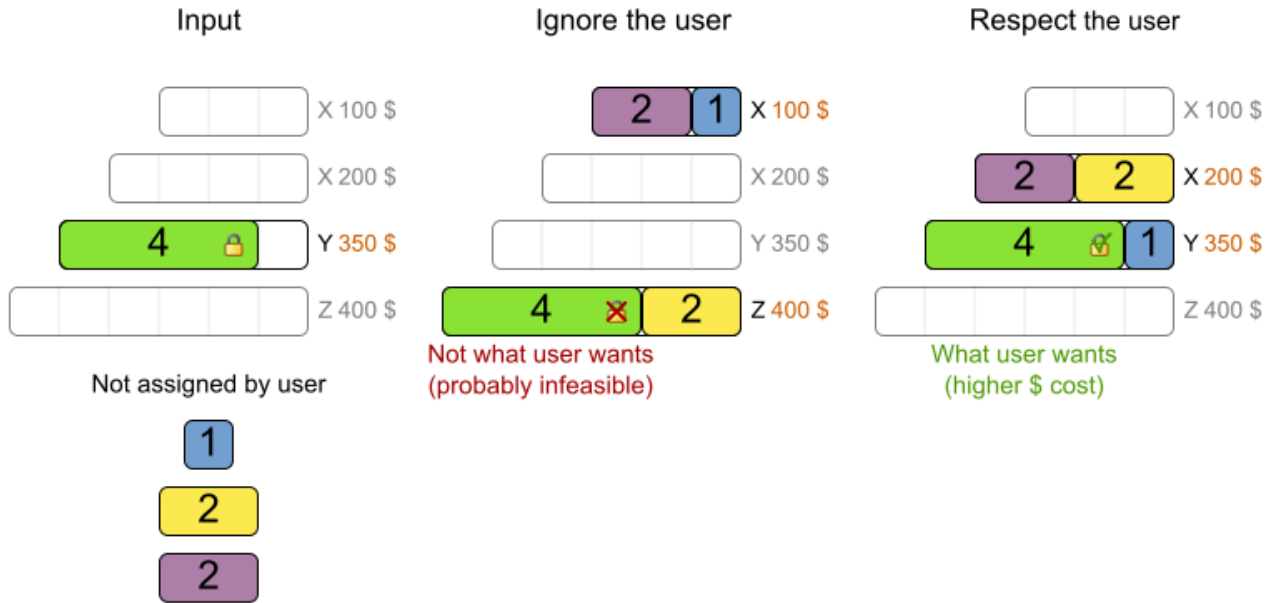 Input
Ignore the user
Respect the user
X 100 $
2 1 X 100 $
X 100 $
X 200 $
X 200 $
2 2 X 200 $
4 Y 350 $
Y 350 $
4 1 Y 350 $
Z 400 $
4 2 Z 400 $
Z 400 $
Not what user wants
(probably infeasible)
What user wants
(higher $ cost)
Not assigned by user
1
2
2